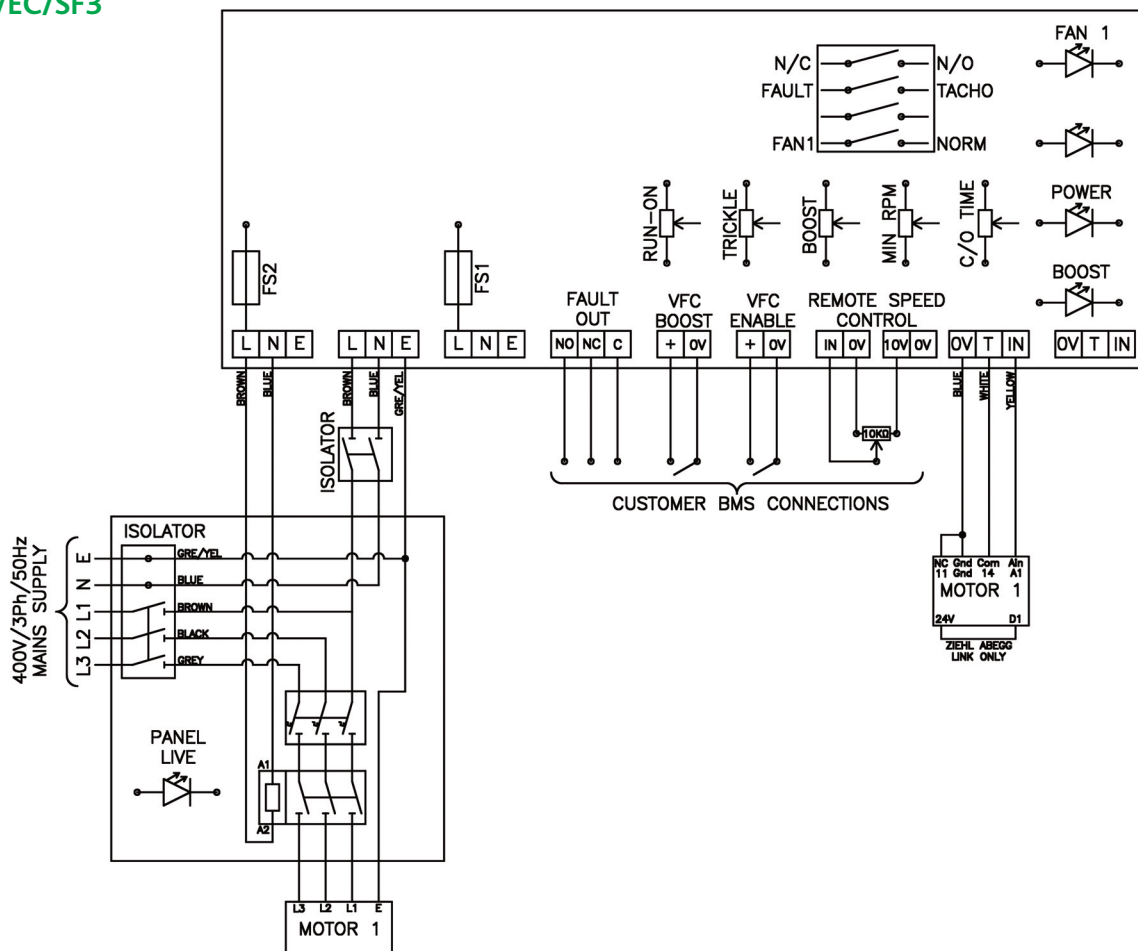 /EC/SF3
FAN 1
N/C
N/O
FAULT
TACHO
FAN1
NORM
RUN-ON
TRICKLE
BOOST
MIN RPM
C/O TIME
POWER
BOOST
FS2
FS1
FAULT
OUT
VFC
BOOST
VFC
ENABLE
REMOTE SPEED
CONTROL
L N E
L N E
L N E
NO NC C
+ 0V
+ 0V
IN 0V
10V 0V
0V T IN
0V T IN
BROWN
BLUE
BROWN
BLUE
GRE/YEL
BLUE
WHITE
YELLOW
ISOLATOR
10KΩ
CUSTOMER BMS CONNECTIONS
400V/3Ph/50Hz
MAINS SUPPLY
ISOLATOR
E
GRE/YEL
N
BLUE
L1
BROWN
L2
BLACK
L3
GREY
NC Gnd Com Ain
11 Gnd 14 A1
MOTOR 1
24V D1
ZIEHL ABEGG
LINK ONLY
PANEL
LIVE
A1
A2
L3 L2 L1 E
MOTOR 1